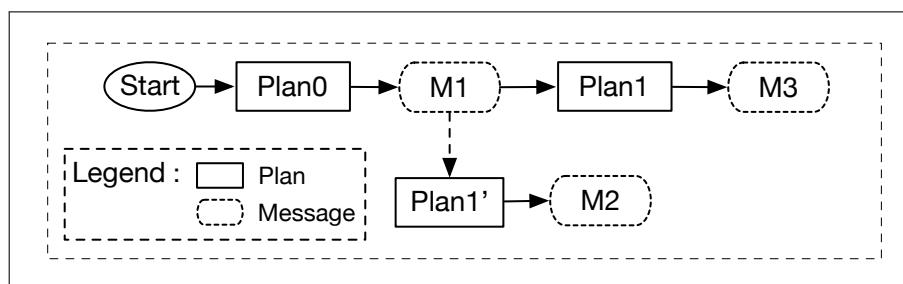 Start
Plan0
M1
Plan1
M3
Legend :
Plan
Message
Plan1’
M2